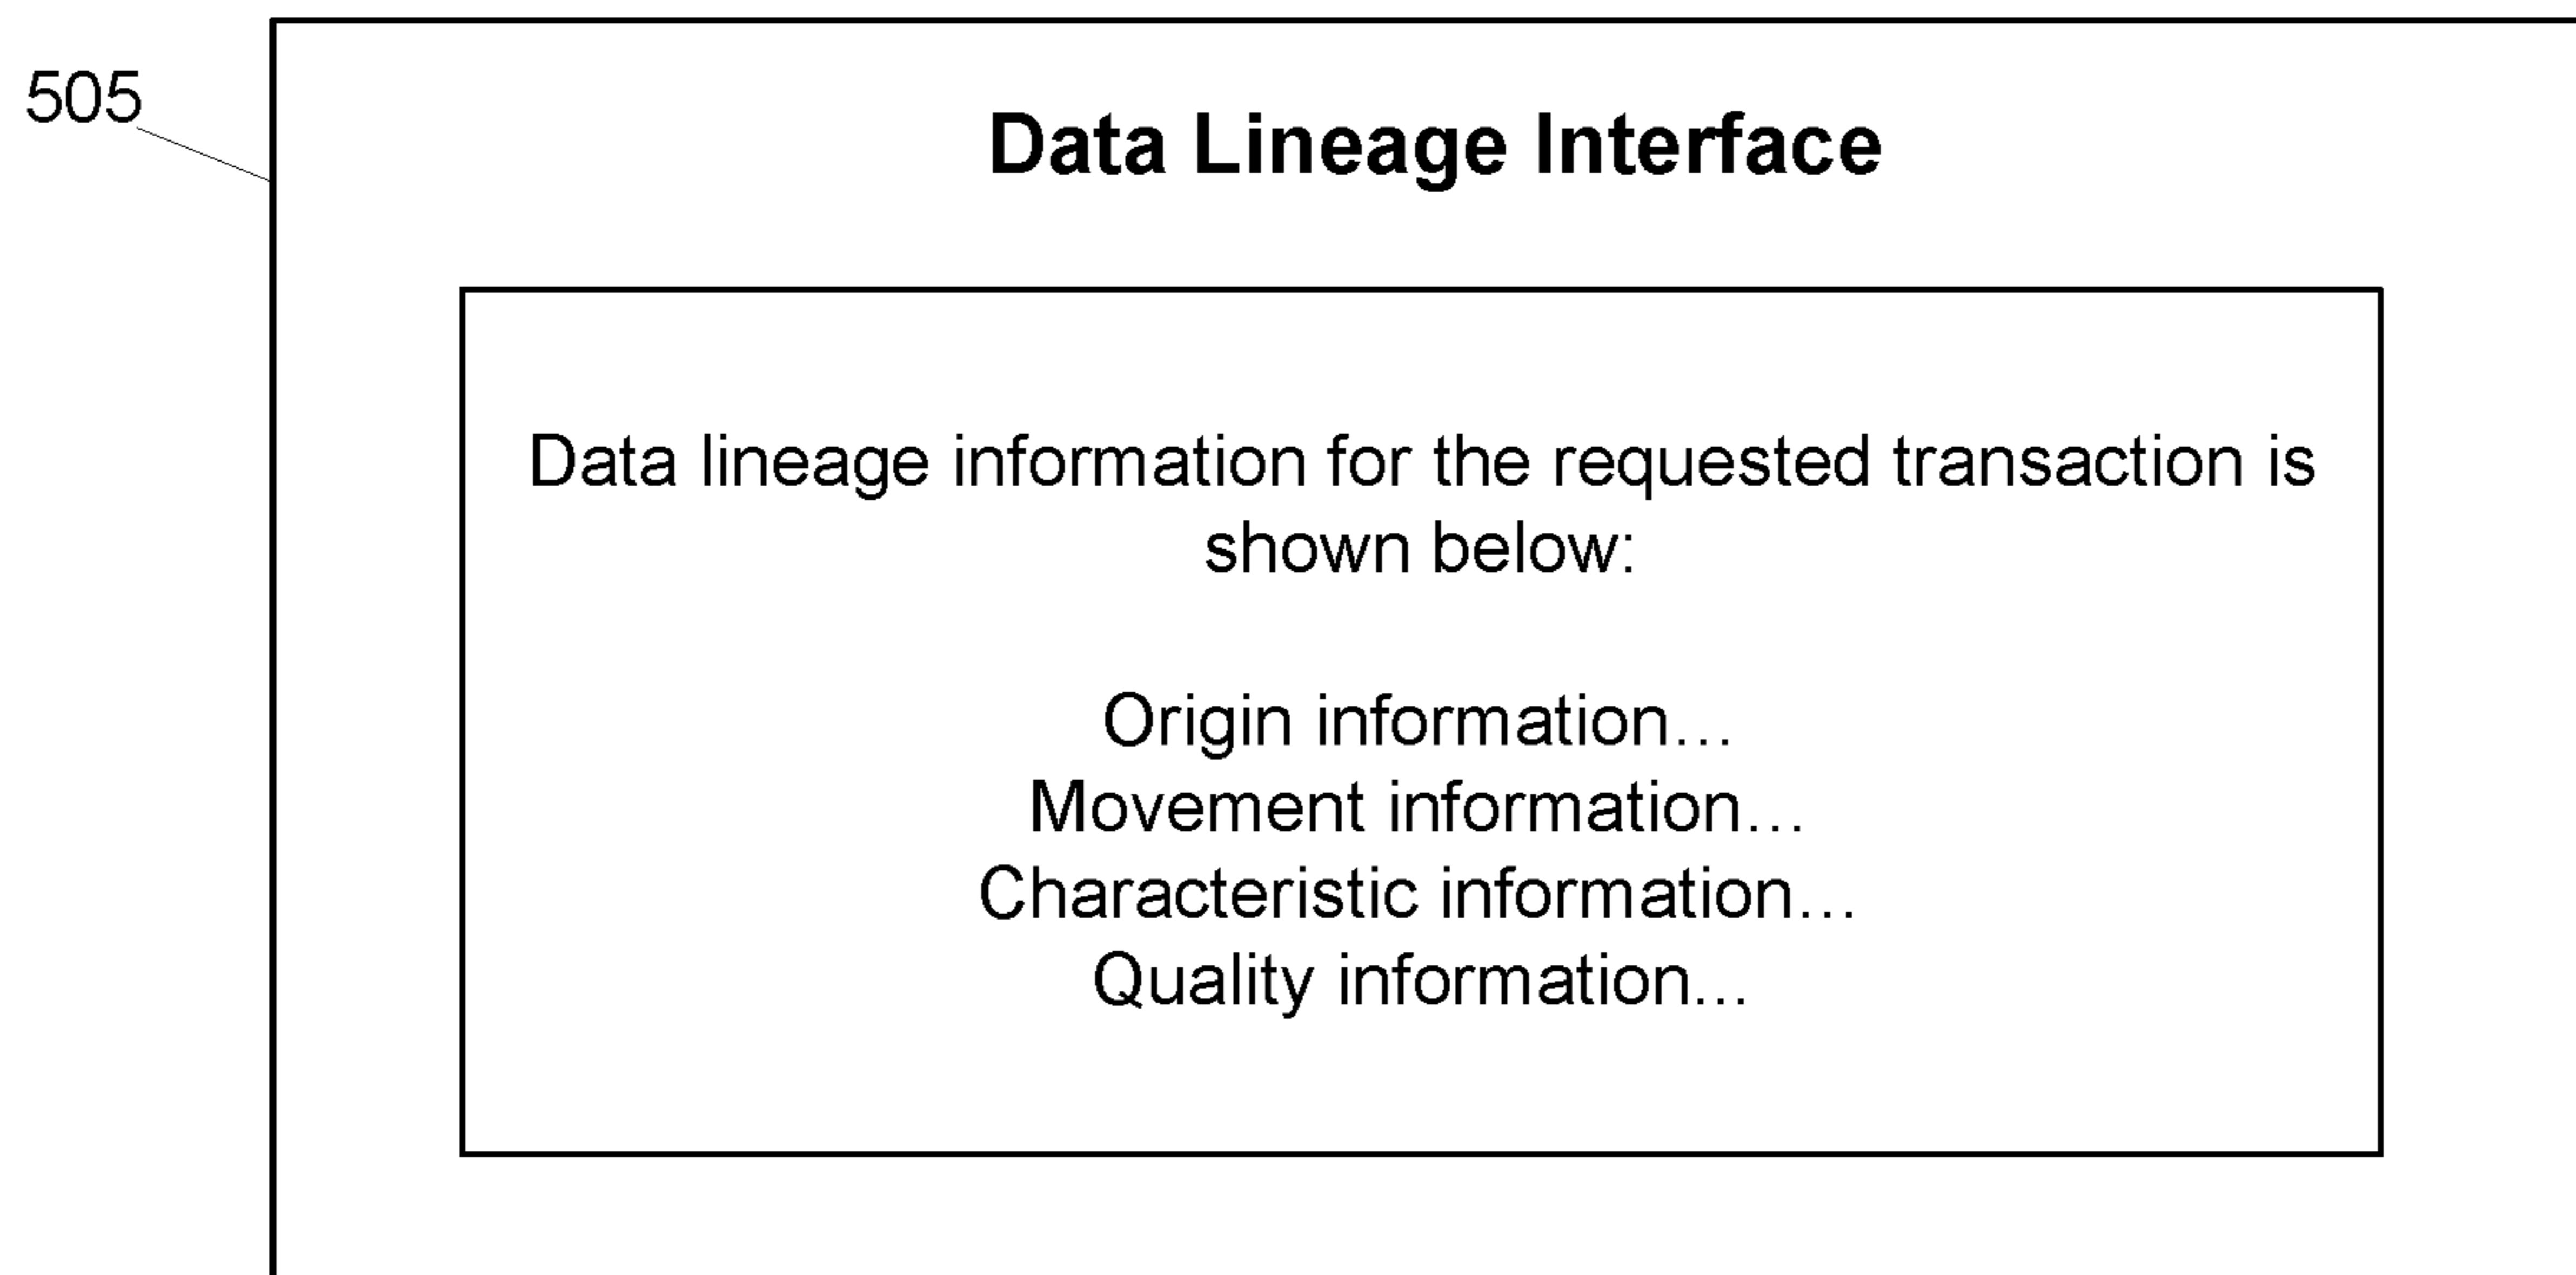 505
Data Lineage Interface
Data lineage information for the requested transaction is
shown below:
Origin information...
Movement information...
Characteristic information...
Quality information...